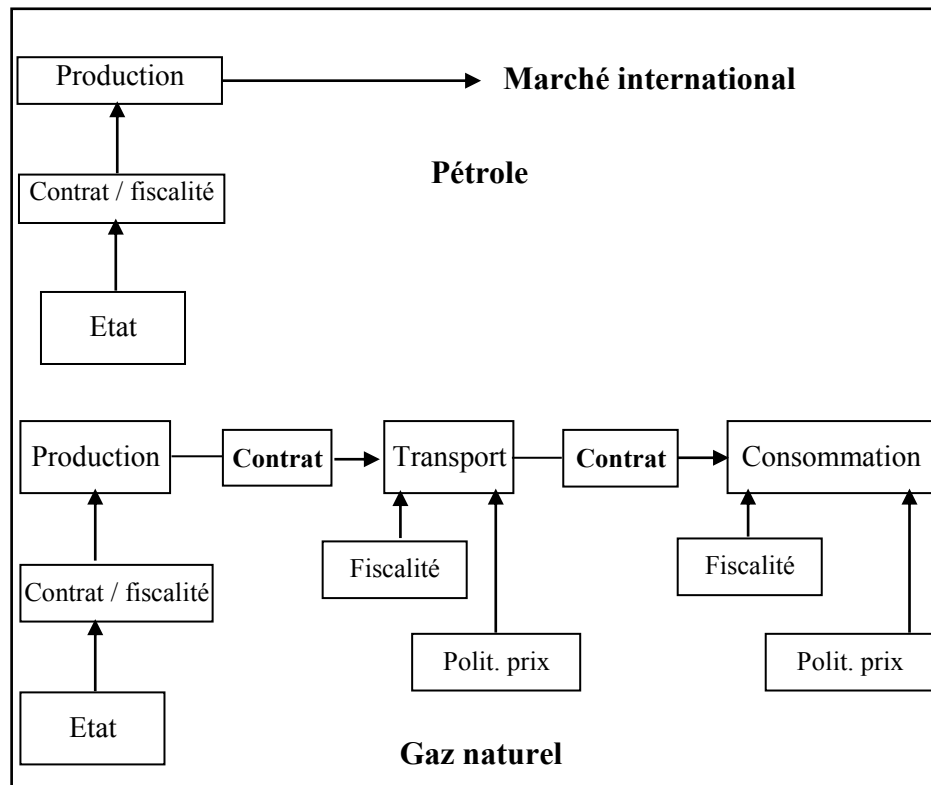 Production
Marché international
Pétrole
Contrat / fiscalité
Etat
Production
Contrat
Transport
Contrat
Consommation
Fiscalité
Fiscalité
Contrat / fiscalité
Polit. prix
Polit. prix
Etat
Gaz naturel